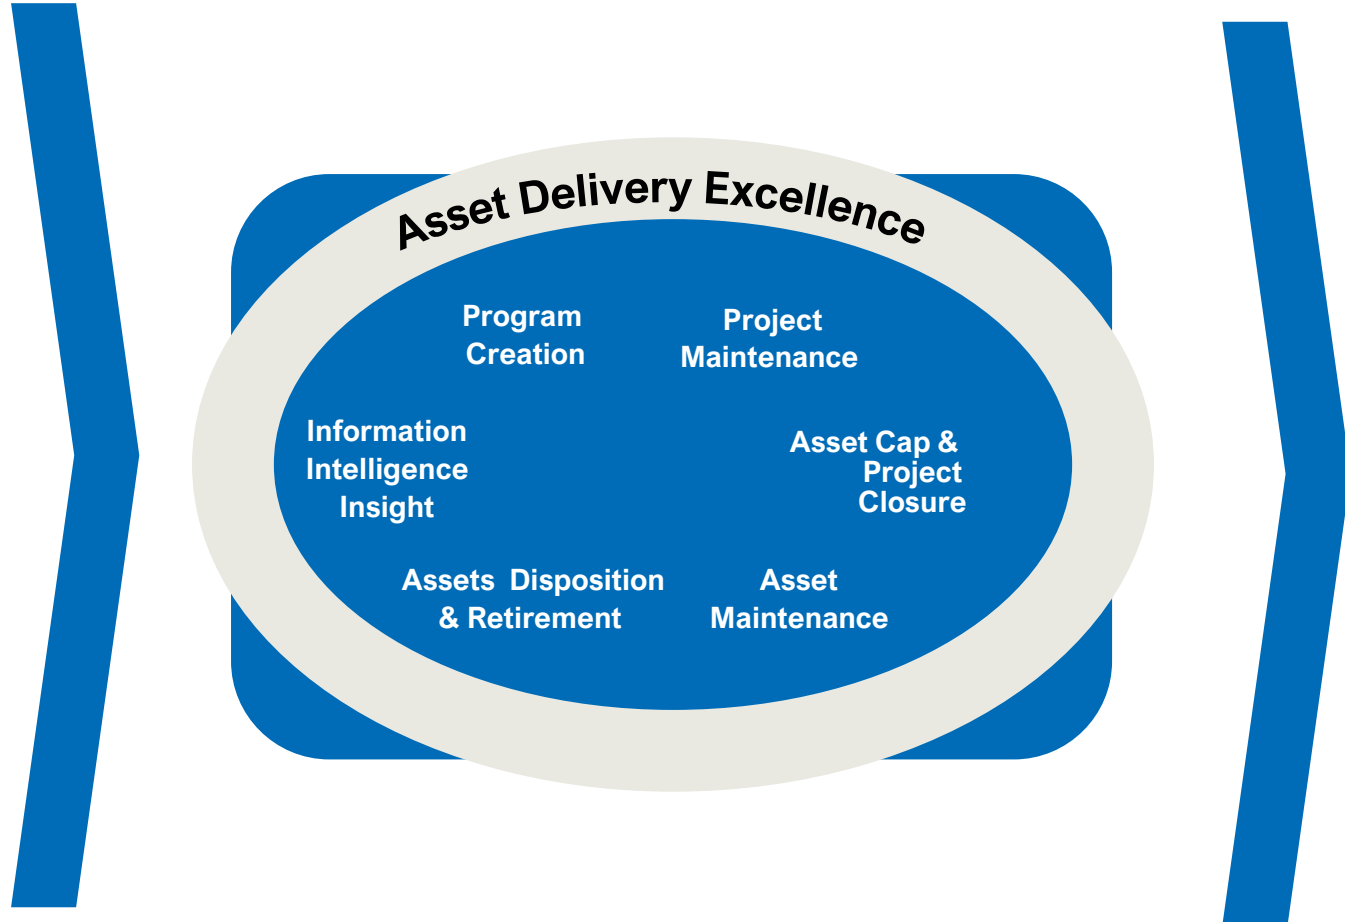 Asset Delivery Excellence
Program
Creation
Project
Maintenance
Information
Intelligence
Insight
Asset Cap &
Project
Closure
Assets Disposition
& Retirement
Asset
Maintenance